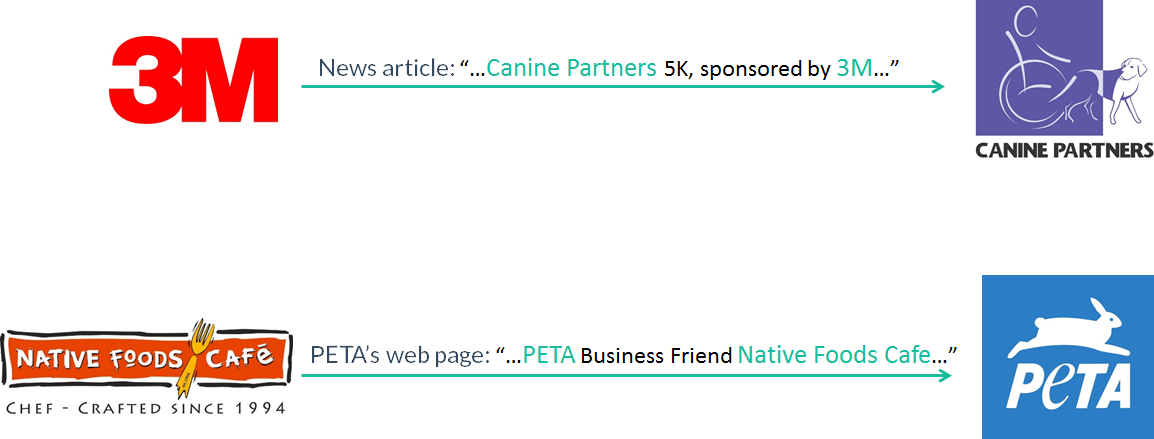 3M
News article: “...Canine Partners 5K, sponsored by 3M...”
CANINE PARTNERS
NATIVE FOODS CAFé
CHEF - CRAFTED SINCE 1994
PETA’s web page: “...PETA Business Friend Native Foods Cafe...”
PeTA